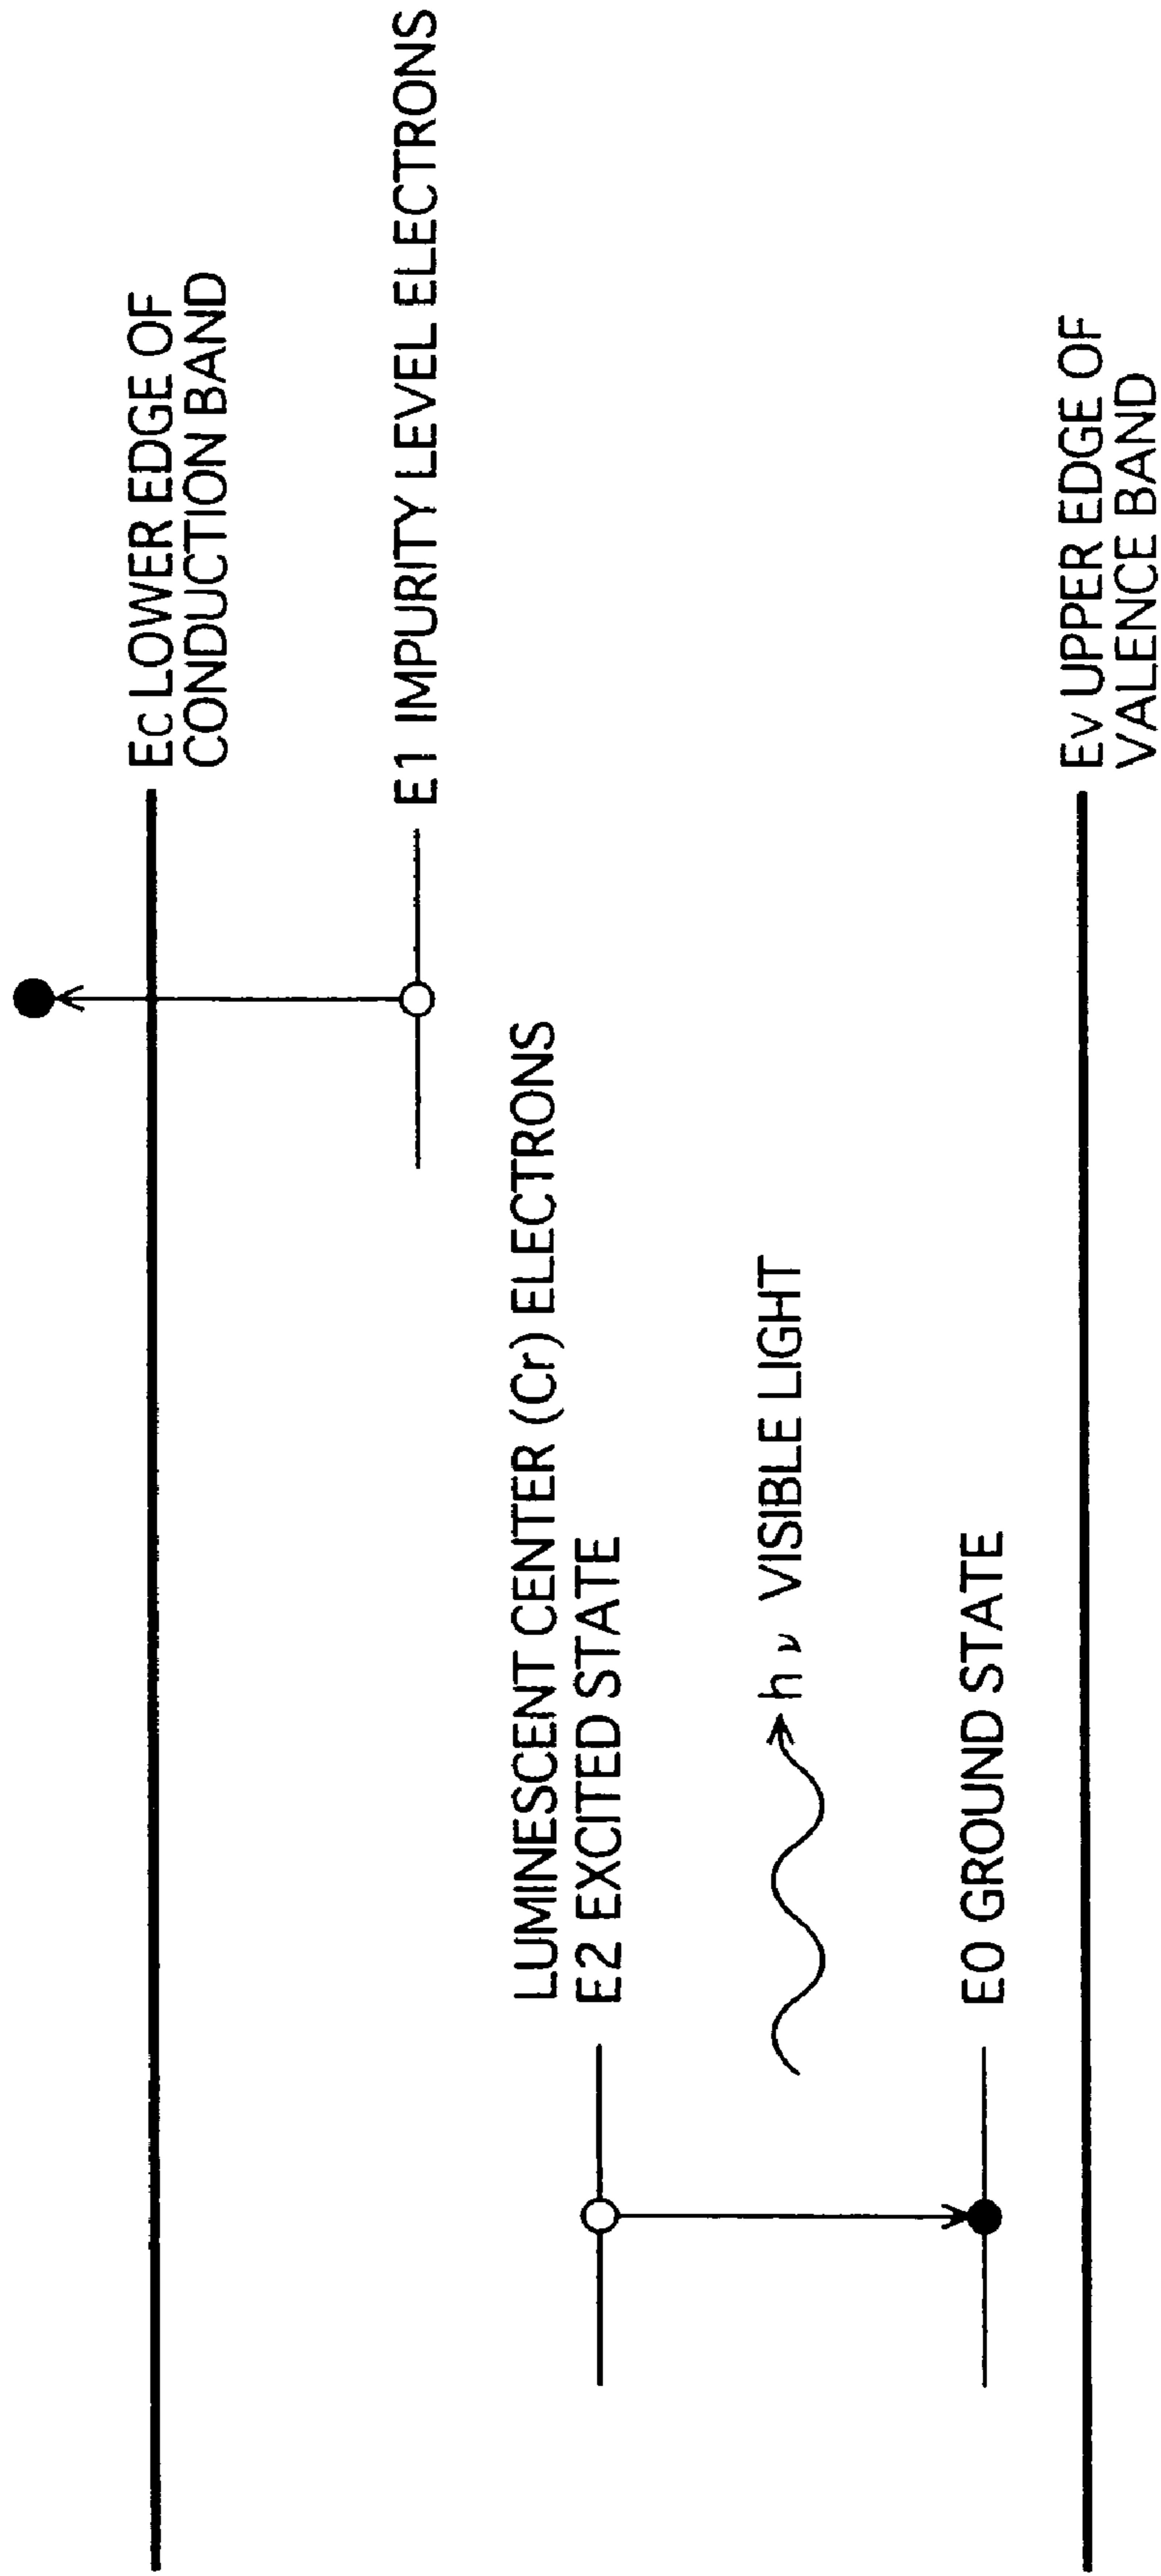 Ec LOWER EDGE OF
CONDUCTION BAND
E1 IMPURITY LEVEL ELECTRONS
LUMINESCENT CENTER (Cr) ELECTRONS
E2 EXCITED STATE
hν VISIBLE LIGHT
E0 GROUND STATE
Ev UPPER EDGE OF
VALENCE BAND